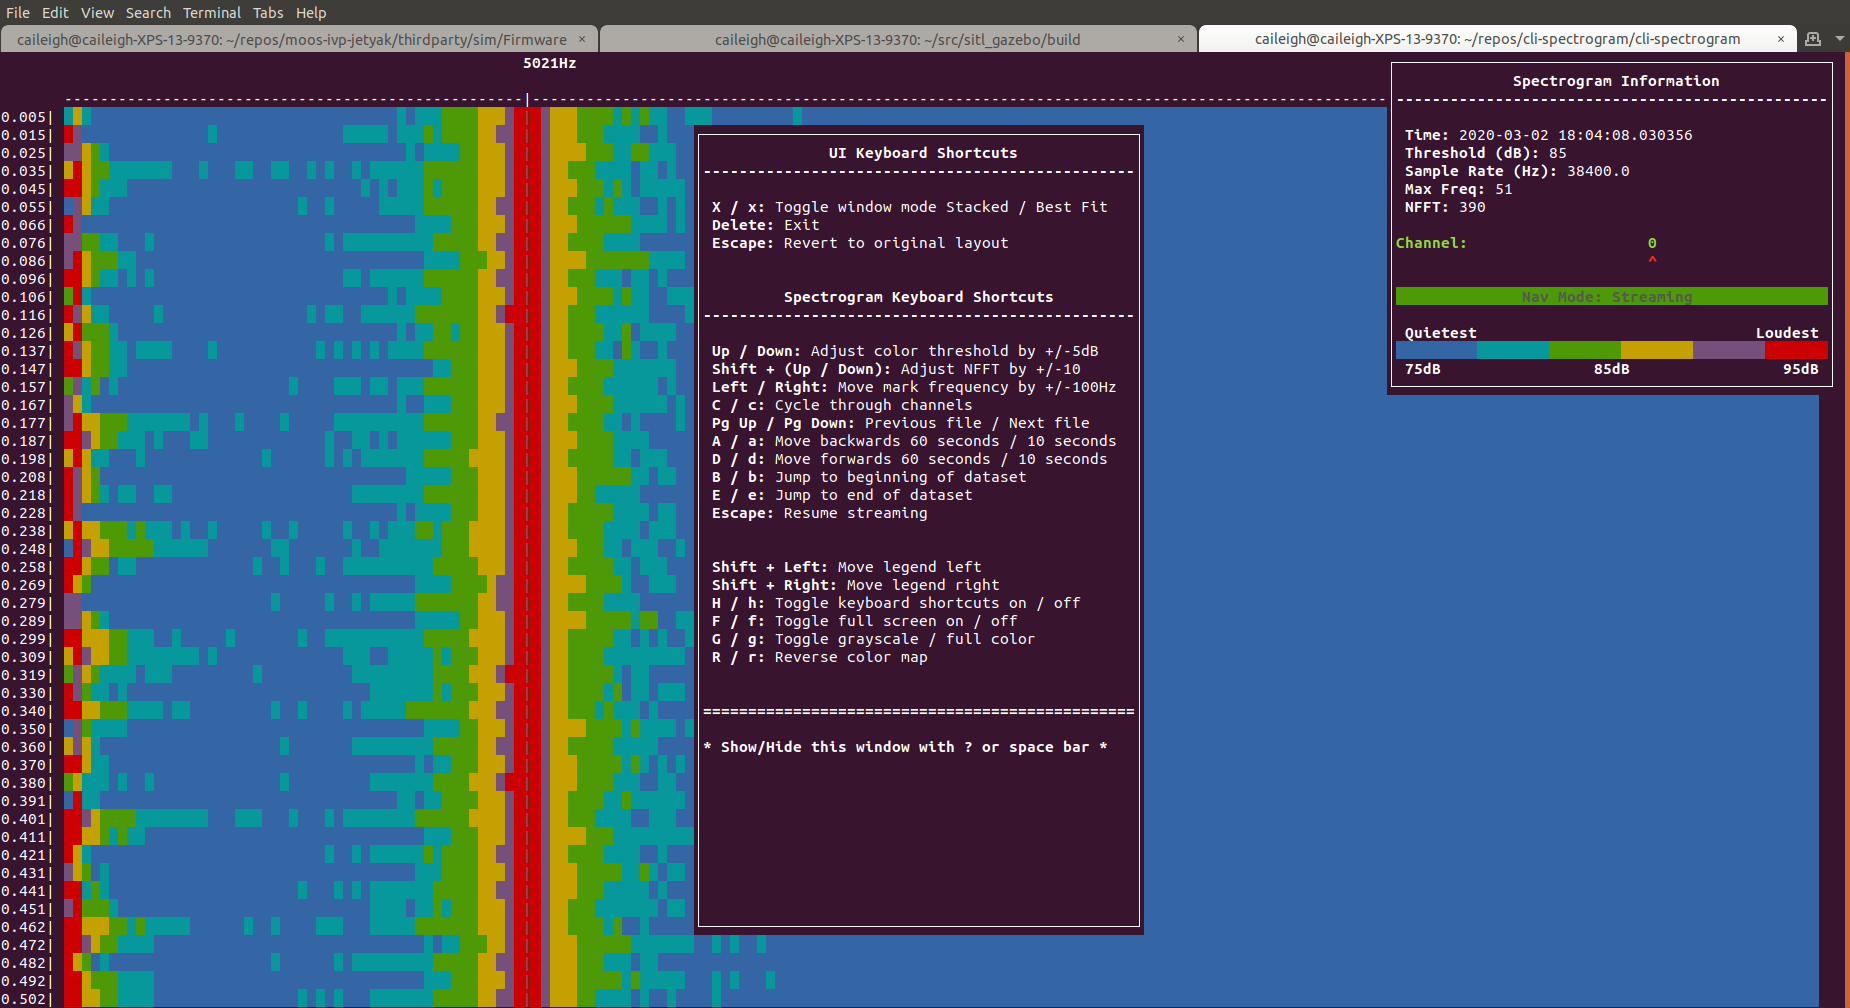 File Edit View Search Terminal Tabs Help
caileigh@caileigh-XPS-13-9370: ~/repos/moos-ivp-jetyak/thirdparty/sim/Firmware ×
caileigh@caileigh-XPS-13-9370: ~/src/sitl_gazebo/build ×
caileigh@caileigh-XPS-13-9370: ~/repos/cli-spectrogram/cli-spectrogram ×
5021Hz
0.005|
0.015|
0.025|
0.035|
0.045|
0.055|
0.066|
0.076|
0.086|
0.096|
0.106|
0.116|
0.126|
0.137|
0.147|
0.157|
0.167|
0.177|
0.187|
0.198|
0.208|
0.218|
0.228|
0.238|
0.248|
0.258|
0.269|
0.279|
0.289|
0.299|
0.309|
0.319|
0.330|
0.340|
0.350|
0.360|
0.370|
0.380|
0.391|
0.401|
0.411|
0.421|
0.431|
0.441|
0.451|
0.462|
0.472|
0.482|
0.492|
0.502|
UI Keyboard Shortcuts
X / x: Toggle window mode Stacked / Best Fit
Delete: Exit
Escape: Revert to original layout
Spectrogram Keyboard Shortcuts
Up / Down: Adjust color threshold by +/-5dB
Shift + (Up / Down): Adjust NFFT by +/-10
Left / Right: Move mark frequency by +/-100Hz
C / c: Cycle through channels
Pg Up / Pg Down: Previous file / Next file
A / a: Move backwards 60 seconds / 10 seconds
D / d: Move forwards 60 seconds / 10 seconds
B / b: Jump to beginning of dataset
E / e: Jump to end of dataset
Escape: Resume streaming
Shift + Left: Move legend left
Shift + Right: Move legend right
H / h: Toggle keyboard shortcuts on / off
F / f: Toggle full screen on / off
G / g: Toggle grayscale / full color
R / r: Reverse color map
================================================
* Show/Hide this window with ? or space bar *
Spectrogram Information
Time: 2020-03-02 18:04:08.030356
Threshold (dB): 85
Sample Rate (Hz): 38400.0
Max Freq: 51
NFFT: 390
Channel: 0
^
Nav Mode: Streaming
Quietest Loudest
75dB 85dB 95dB